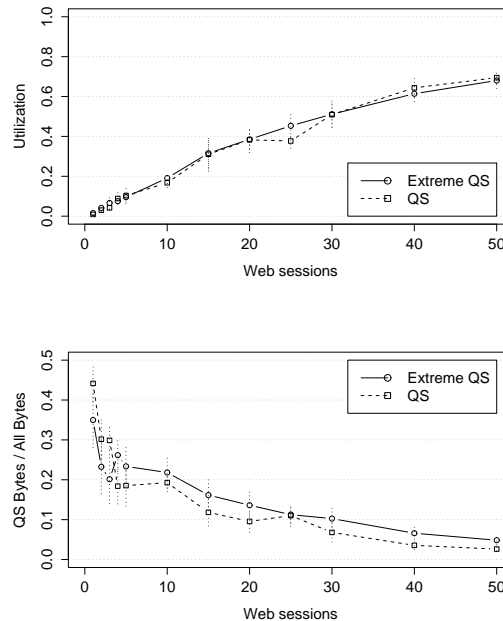 1.0
0.8
0.6
0.4
0.2
0.0
Utilization
Extreme QS
QS
0 10 20 30 40 50
Web sessions
0.5
0.4
0.3
0.2
0.1
0.0
QS Bytes / All Bytes
Extreme QS
QS
0 10 20 30 40 50
Web sessions